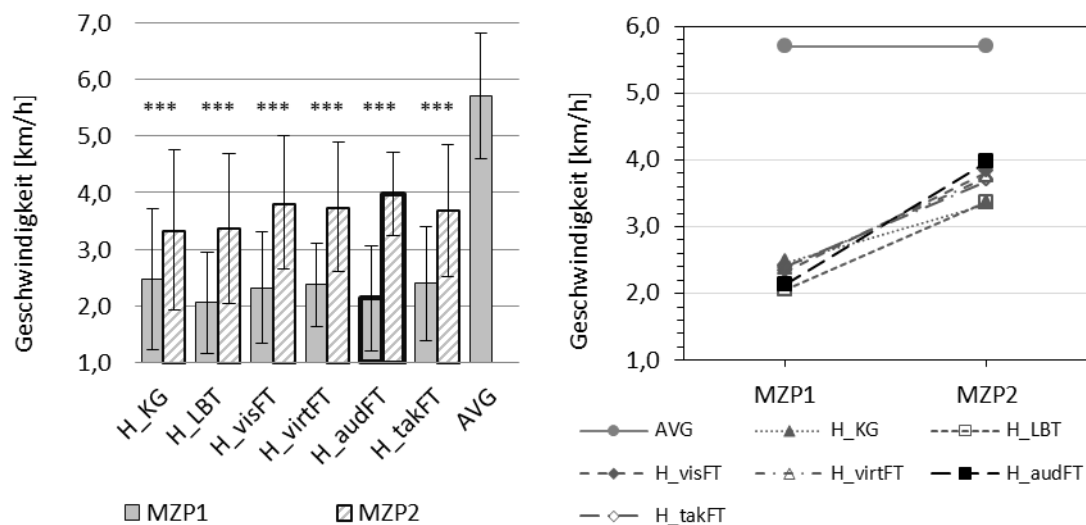 Geschwindigkeit [km/h]
7,0
6,0
5,0
4,0
3,0
2,0
1,0
*** *** *** *** *** ***
H_KG H_LBT H_visFT H_virtFT H_audFT H_takFT AVG
MZP1 MZP2
Geschwindigkeit [km/h]
6,0
5,0
4,0
3,0
2,0
1,0
MZP1 MZP2
AVG H_KG H_LBT
H_visFT H_virtFT H_audFT
H_takFT